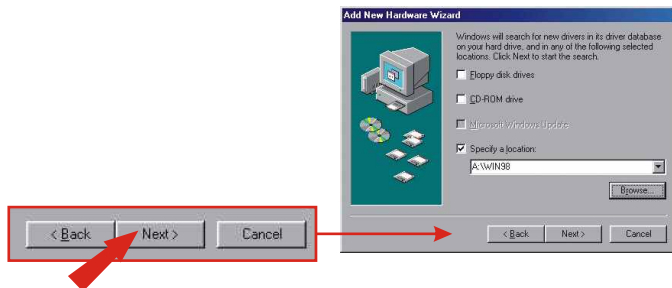 Add New Hardware Wizard
Windows will search for new drivers in its driver database
on your hard drive, and in any of the following selected
locations. Click Next to start the search.
Floppy disk drives
CD-ROM drive
Microsoft Windows Update
Specify a location:
A:\WIN98
Browse...
< Back Next > Cancel
< Back Next > Cancel